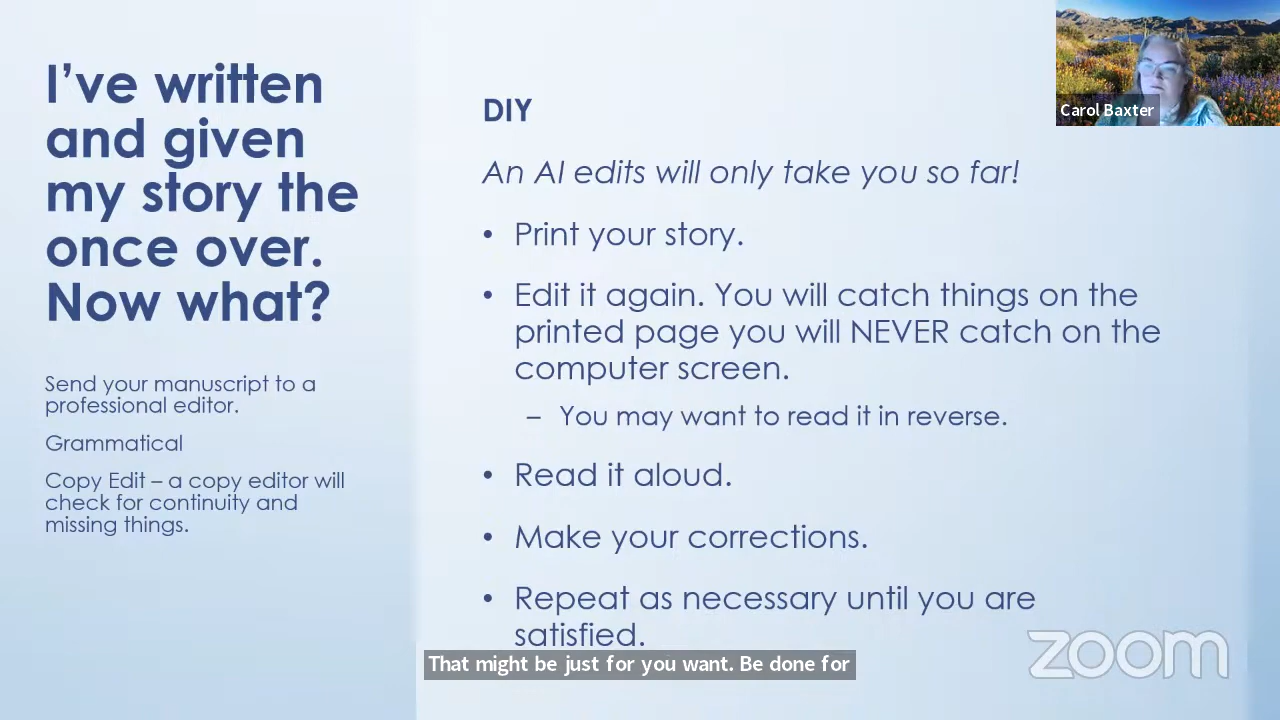 I’ve written
and given
my story the
once over.
Now what?
Send your manuscript to a
professional editor.
Grammatical
Copy Edit – a copy editor will
check for continuity and
missing things.
DIY
An AI edits will only take you so far!
• Print your story.
• Edit it again. You will catch things on the
printed page you will NEVER catch on the
computer screen.
– You may want to read it in reverse.
• Read it aloud.
• Make your corrections.
• Repeat as necessary until you are
satisfied.
Carol Baxter
That might be just for you want. Be done for
zoom